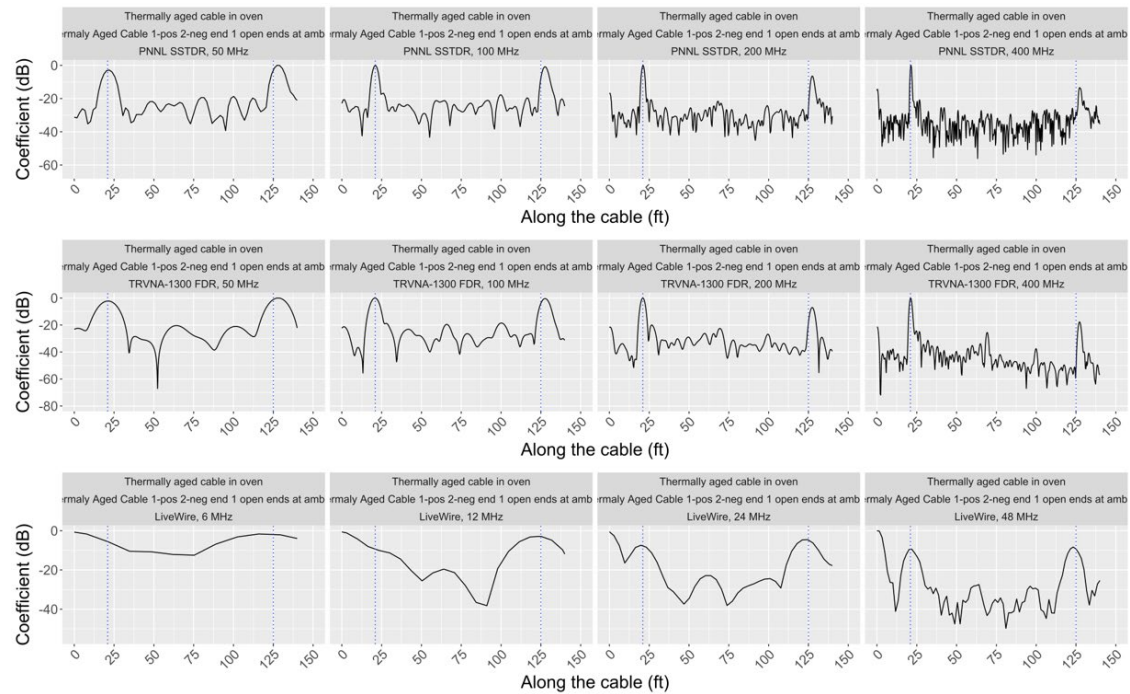 Thermally aged cable in oven
ermaly Aged Cable 1-pos 2-neg end 1 open ends at amb
PNNL SSTDR, 50 MHz
Thermally aged cable in oven
ermaly Aged Cable 1-pos 2-neg end 1 open ends at amb
PNNL SSTDR, 100 MHz
Thermally aged cable in oven
ermaly Aged Cable 1-pos 2-neg end 1 open ends at amb
PNNL SSTDR, 200 MHz
Thermally aged cable in oven
ermaly Aged Cable 1-pos 2-neg end 1 open ends at amb
PNNL SSTDR, 400 MHz
Coefficient (dB)
0
-20
-40
-60
0 25 50 75 100 125 150
0 25 50 75 100 125 150
0 25 50 75 100 125 150
0 25 50 75 100 125 150
Along the cable (ft)
Thermally aged cable in oven
ermaly Aged Cable 1-pos 2-neg end 1 open ends at amb
TRVNA-1300 FDR, 50 MHz
Thermally aged cable in oven
ermaly Aged Cable 1-pos 2-neg end 1 open ends at amb
TRVNA-1300 FDR, 100 MHz
Thermally aged cable in oven
ermaly Aged Cable 1-pos 2-neg end 1 open ends at amb
TRVNA-1300 FDR, 200 MHz
Thermally aged cable in oven
ermaly Aged Cable 1-pos 2-neg end 1 open ends at amb
TRVNA-1300 FDR, 400 MHz
Coefficient (dB)
0
-20
-40
-60
-80
0 25 50 75 100 125 150
0 25 50 75 100 125 150
0 25 50 75 100 125 150
0 25 50 75 100 125 150
Along the cable (ft)
Thermally aged cable in oven
ermaly Aged Cable 1-pos 2-neg end 1 open ends at amb
LiveWire, 6 MHz
Thermally aged cable in oven
ermaly Aged Cable 1-pos 2-neg end 1 open ends at amb
LiveWire, 12 MHz
Thermally aged cable in oven
ermaly Aged Cable 1-pos 2-neg end 1 open ends at amb
LiveWire, 24 MHz
Thermally aged cable in oven
ermaly Aged Cable 1-pos 2-neg end 1 open ends at amb
LiveWire, 48 MHz
Coefficient (dB)
0
-20
-40
0 25 50 75 100 125 150
0 25 50 75 100 125 150
0 25 50 75 100 125 150
0 25 50 75 100 125 150
Along the cable (ft)